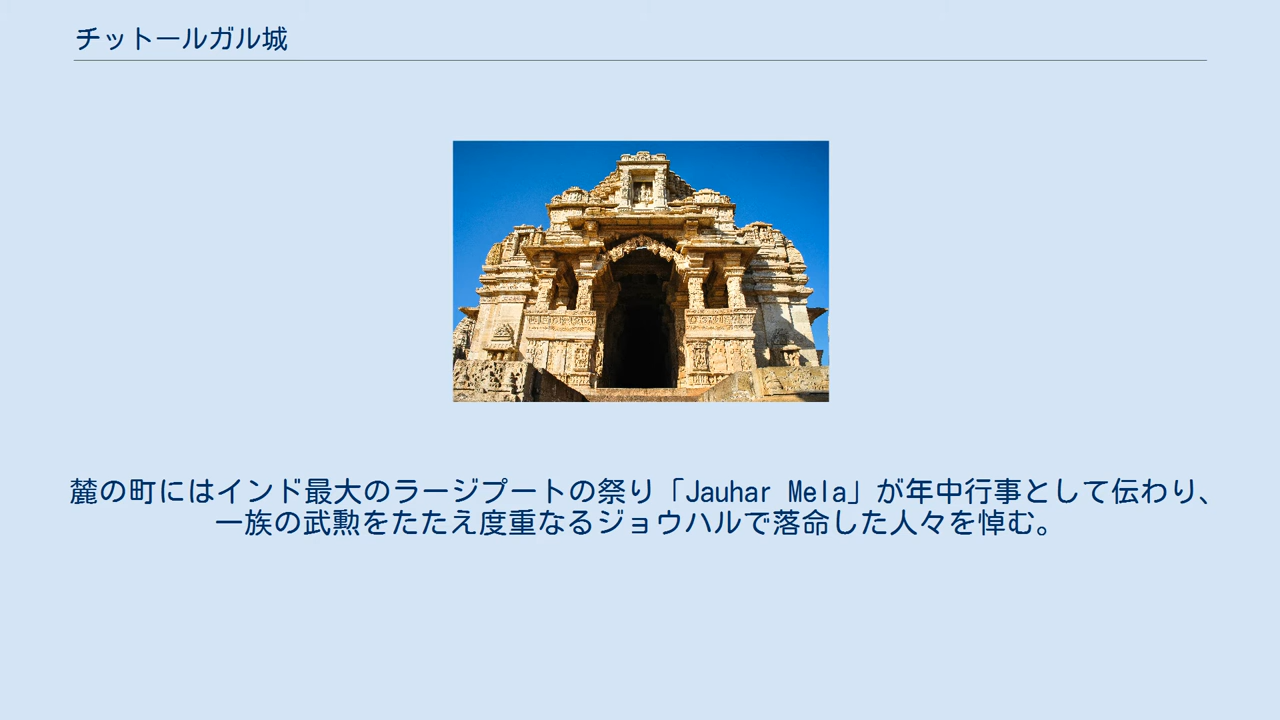 チットールガル城
麓の町にはインド最大のラージプートの祭り「Jauhar Mela」が年中行事として伝わり、
一族の武勲をたたえ度重なるジョウハルで落命した人々を悼む。